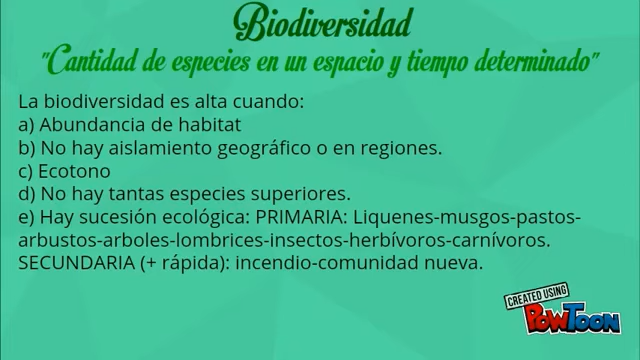 Biodiversidad
"Cantidad de especies en un espacio y tiempo determinado"
La biodiversidad es alta cuando:
a) Abundancia de habitat
b) No hay aislamiento geográfico o en regiones.
c) Ecotono
d) No hay tantas especies superiores.
e) Hay sucesión ecológica: PRIMARIA: Liquenes-musgos-pastos-
arbustos-arboles-lombrices-insectos-herbívoros-carnívoros.
SECUNDARIA (+ rápida): incendio-comunidad nueva.
CREATED USING
POWTOON